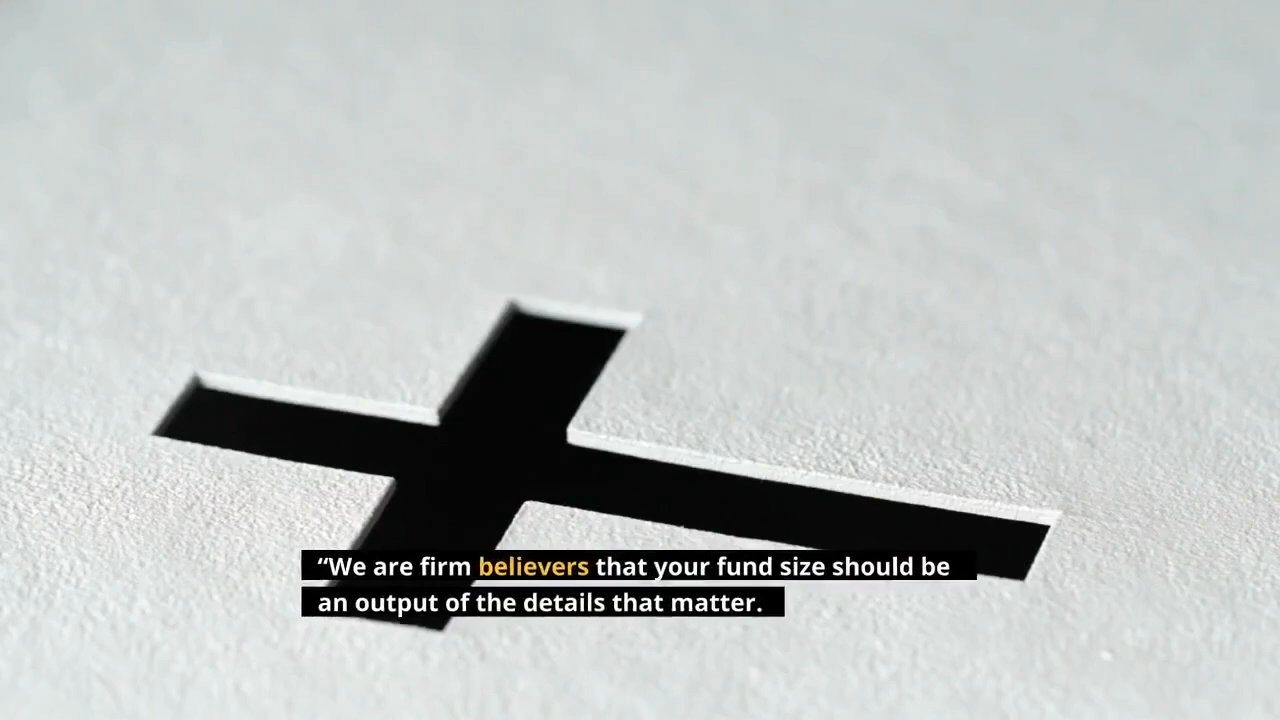 “We are firm believers that your fund size should be
an output of the details that matter.